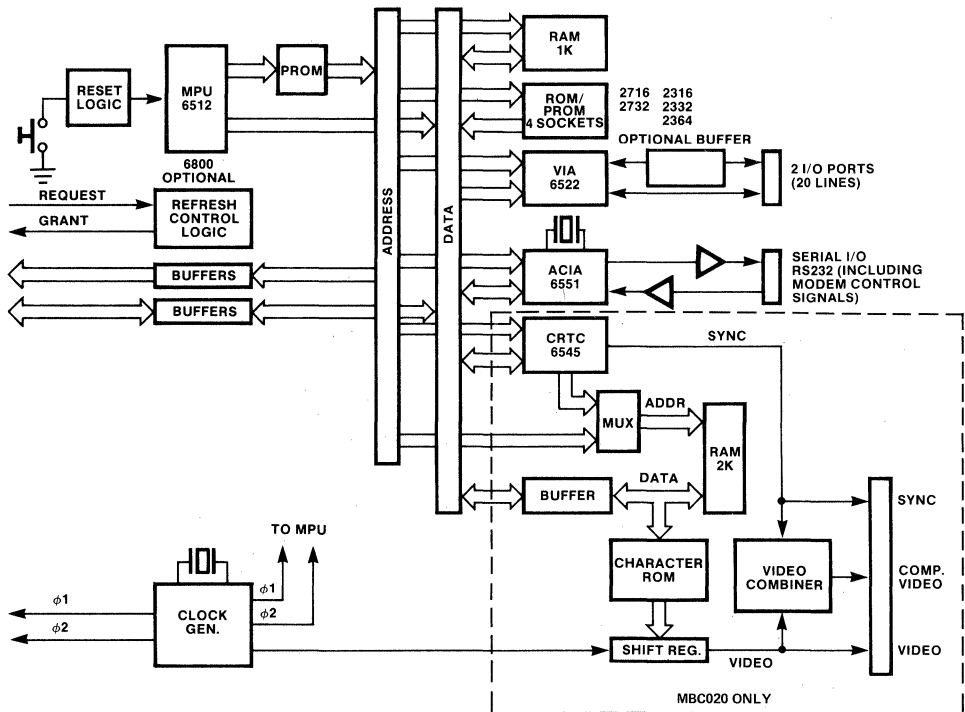 RESET
LOGIC
MPU
6512
PROM
6800
OPTIONAL
REQUEST
GRANT
REFRESH
CONTROL
LOGIC
BUFFERS
BUFFERS
ADDRESS
DATA
RAM
1K
ROM/
PROM
4 SOCKETS
2716 2316
2732 2332
2364
OPTIONAL BUFFER
VIA
6522
2 I/O PORTS
(20 LINES)
ACIA
6551
SERIAL I/O
RS232 (INCLUDING
MODEM CONTROL
SIGNALS)
CRTC
6545
SYNC
MUX
ADDR
RAM
2K
BUFFER
DATA
CHARACTER
ROM
VIDEO
COMBINER
SYNC
COMP.
VIDEO
VIDEO
SHIFT REG.
VIDEO
TO MPU
CLOCK
GEN.
ϕ1
ϕ2
ϕ1
ϕ2
MBC020 ONLY